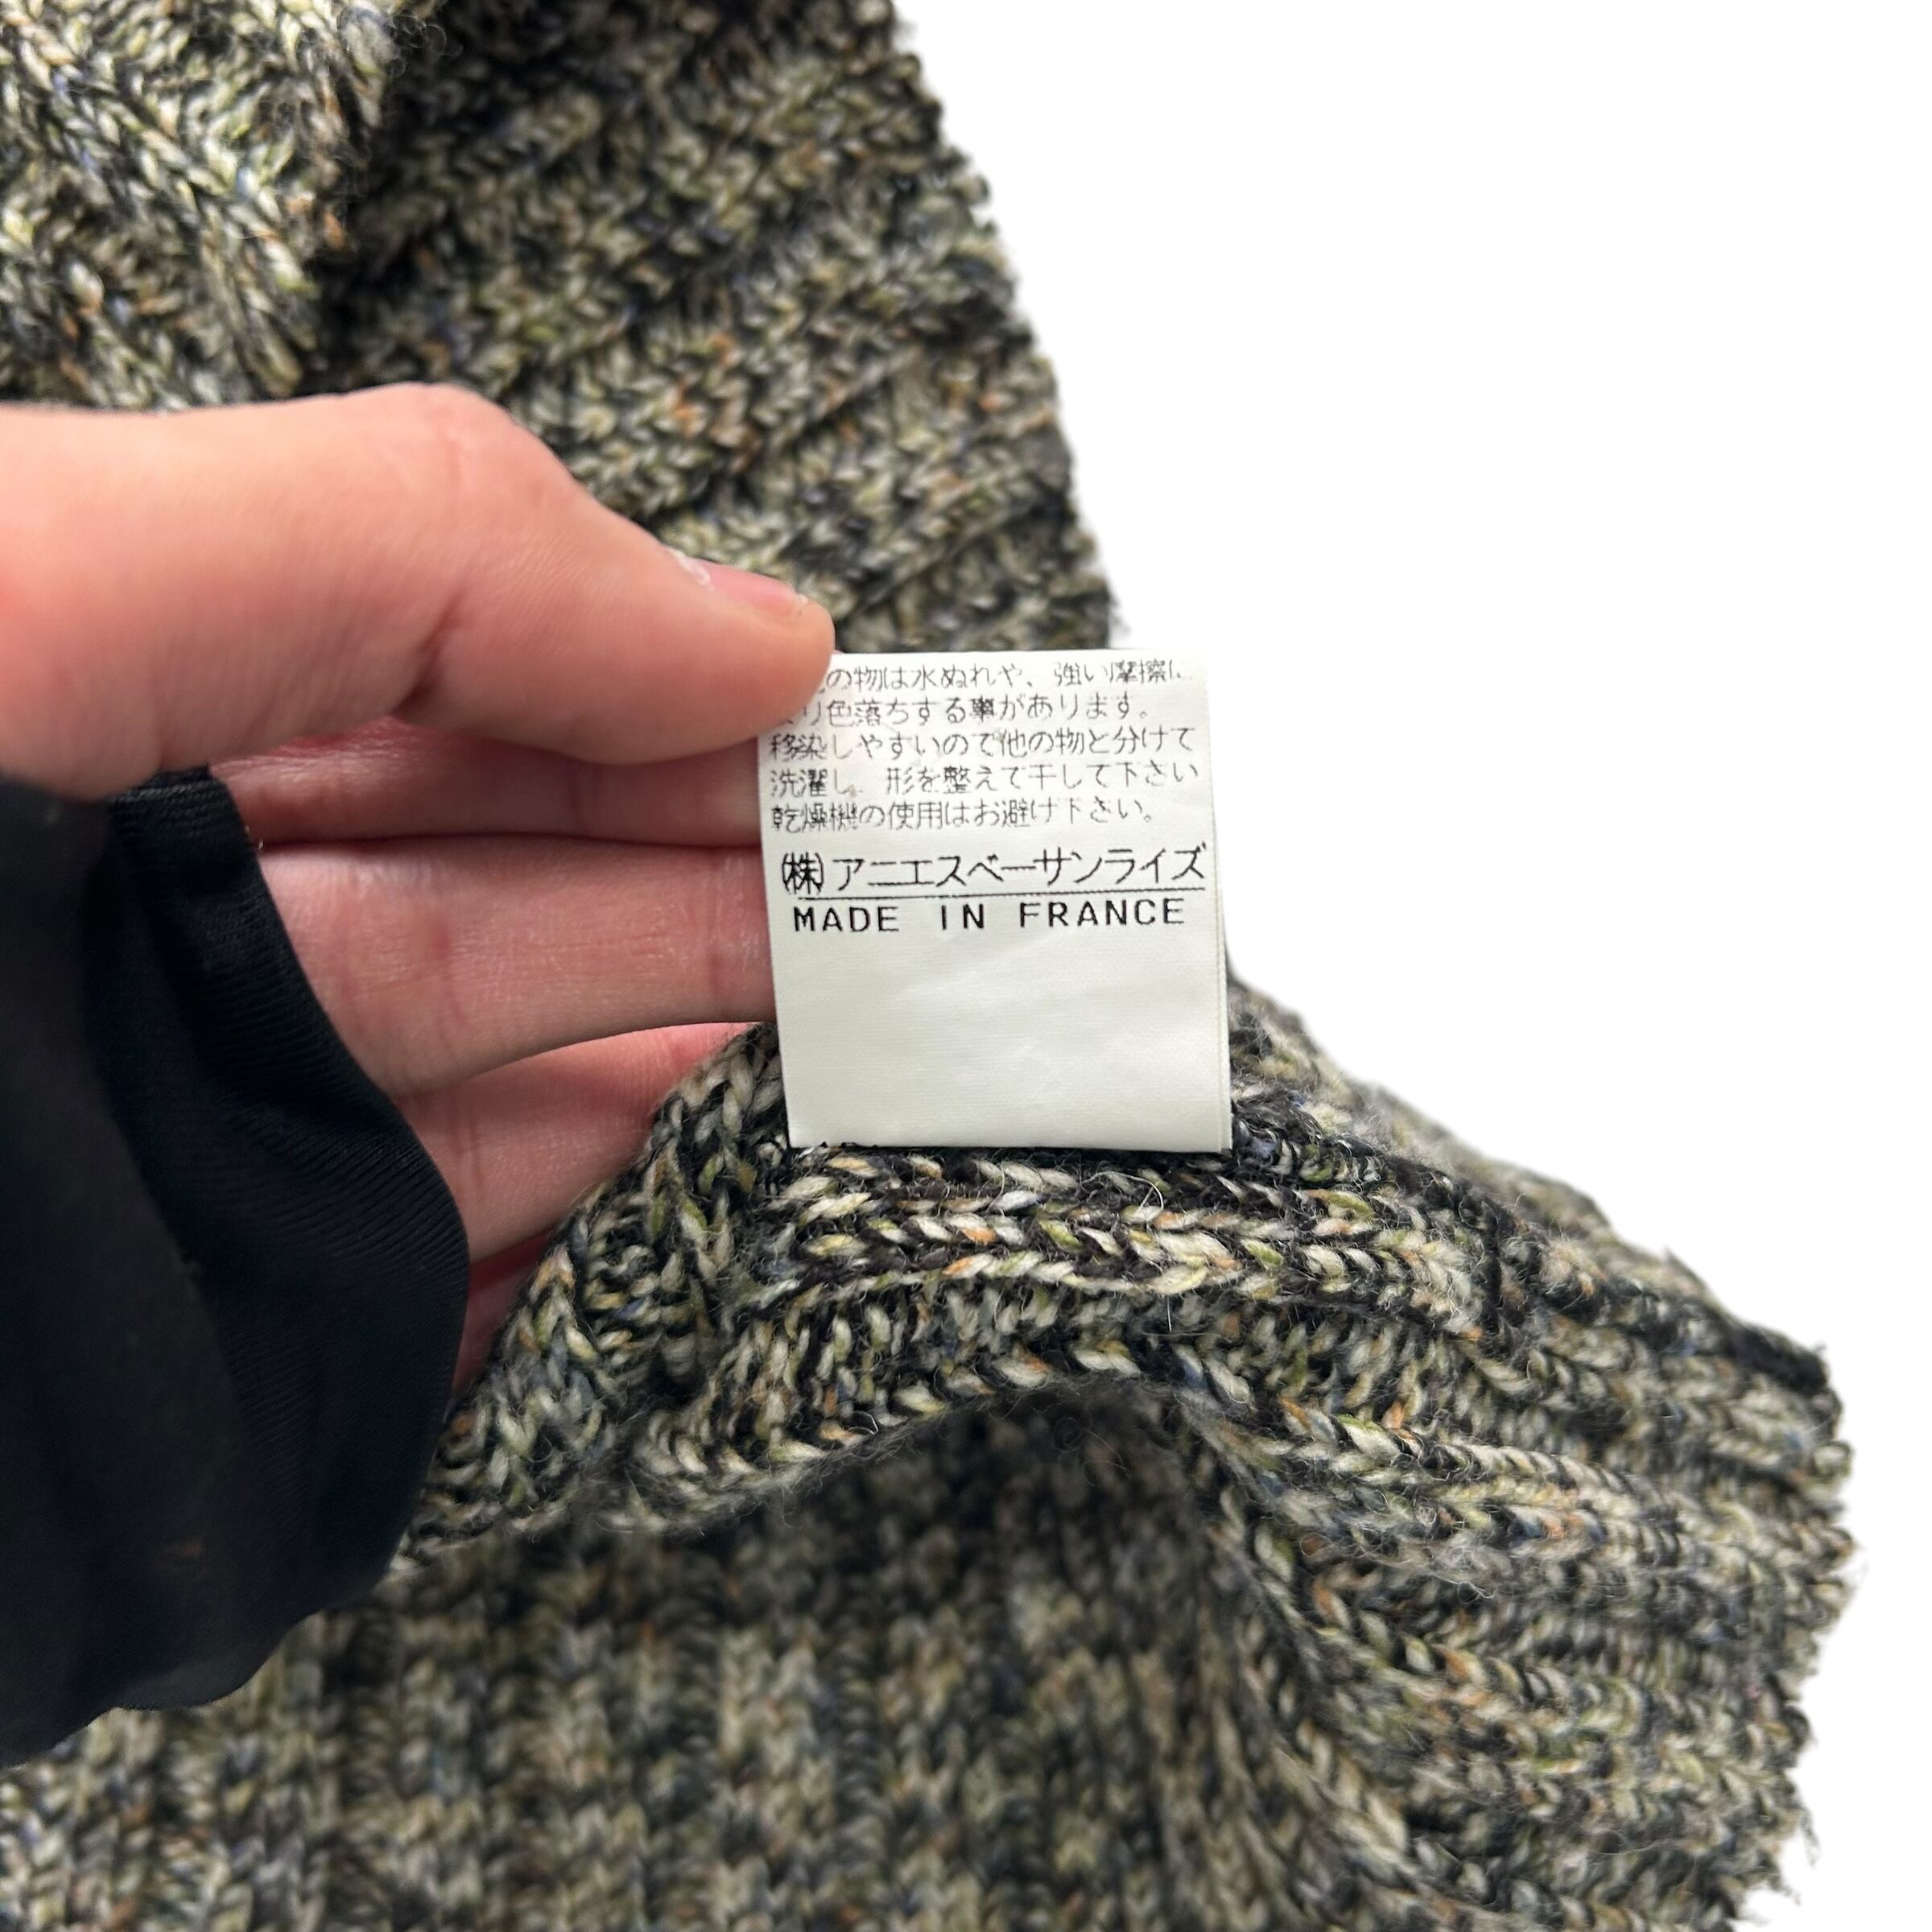 の物は水ぬれや、強い摩擦に
り色落ちする事があります。
移染しやすいので他の物と分けて
洗濯し、形を整えて干して下さい
乾燥機の使用はお避け下さい。
(株)アニエスベーサンライズ
MADE IN FRANCE